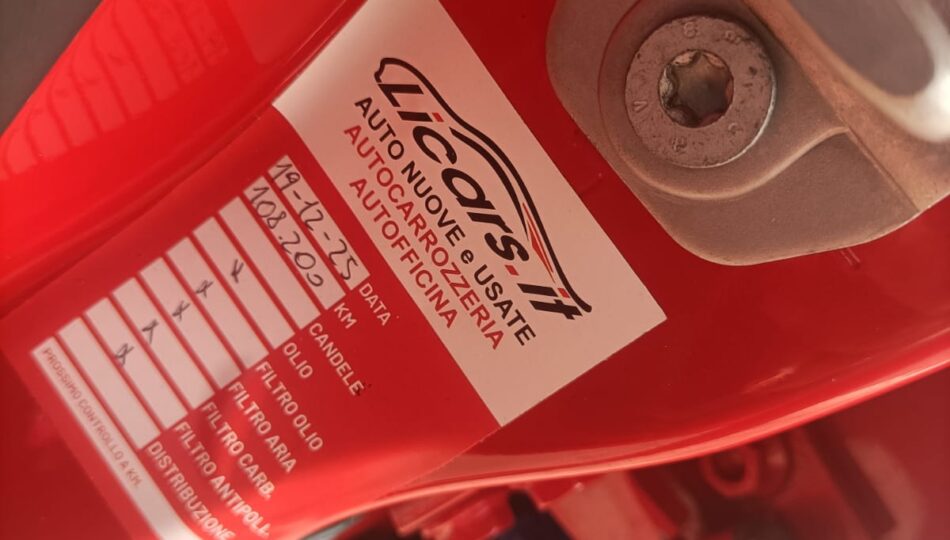 Licars.it
AUTO NUOVE e USATE
AUTOCARROZZERIA
AUTOFFICINA
19-12-25 DATA
108.200 KM
CANDELE
x OLIO
x FILTRO OLIO
x FILTRO ARIA
x FILTRO CARB.
x FILTRO ANTIPOLL.
DISTRIBUZIONE
PROSSIMO CONTROLLO A KM.